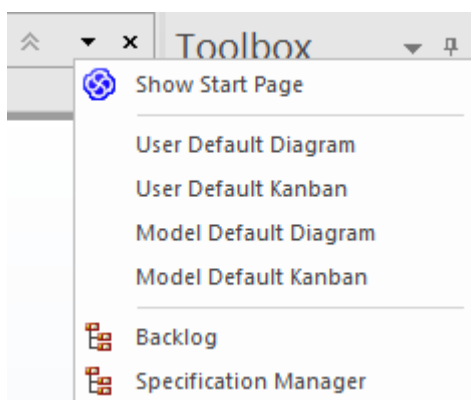 Toolbox
Show Start Page
User Default Diagram
User Default Kanban
Model Default Diagram
Model Default Kanban
Backlog
Specification Manager